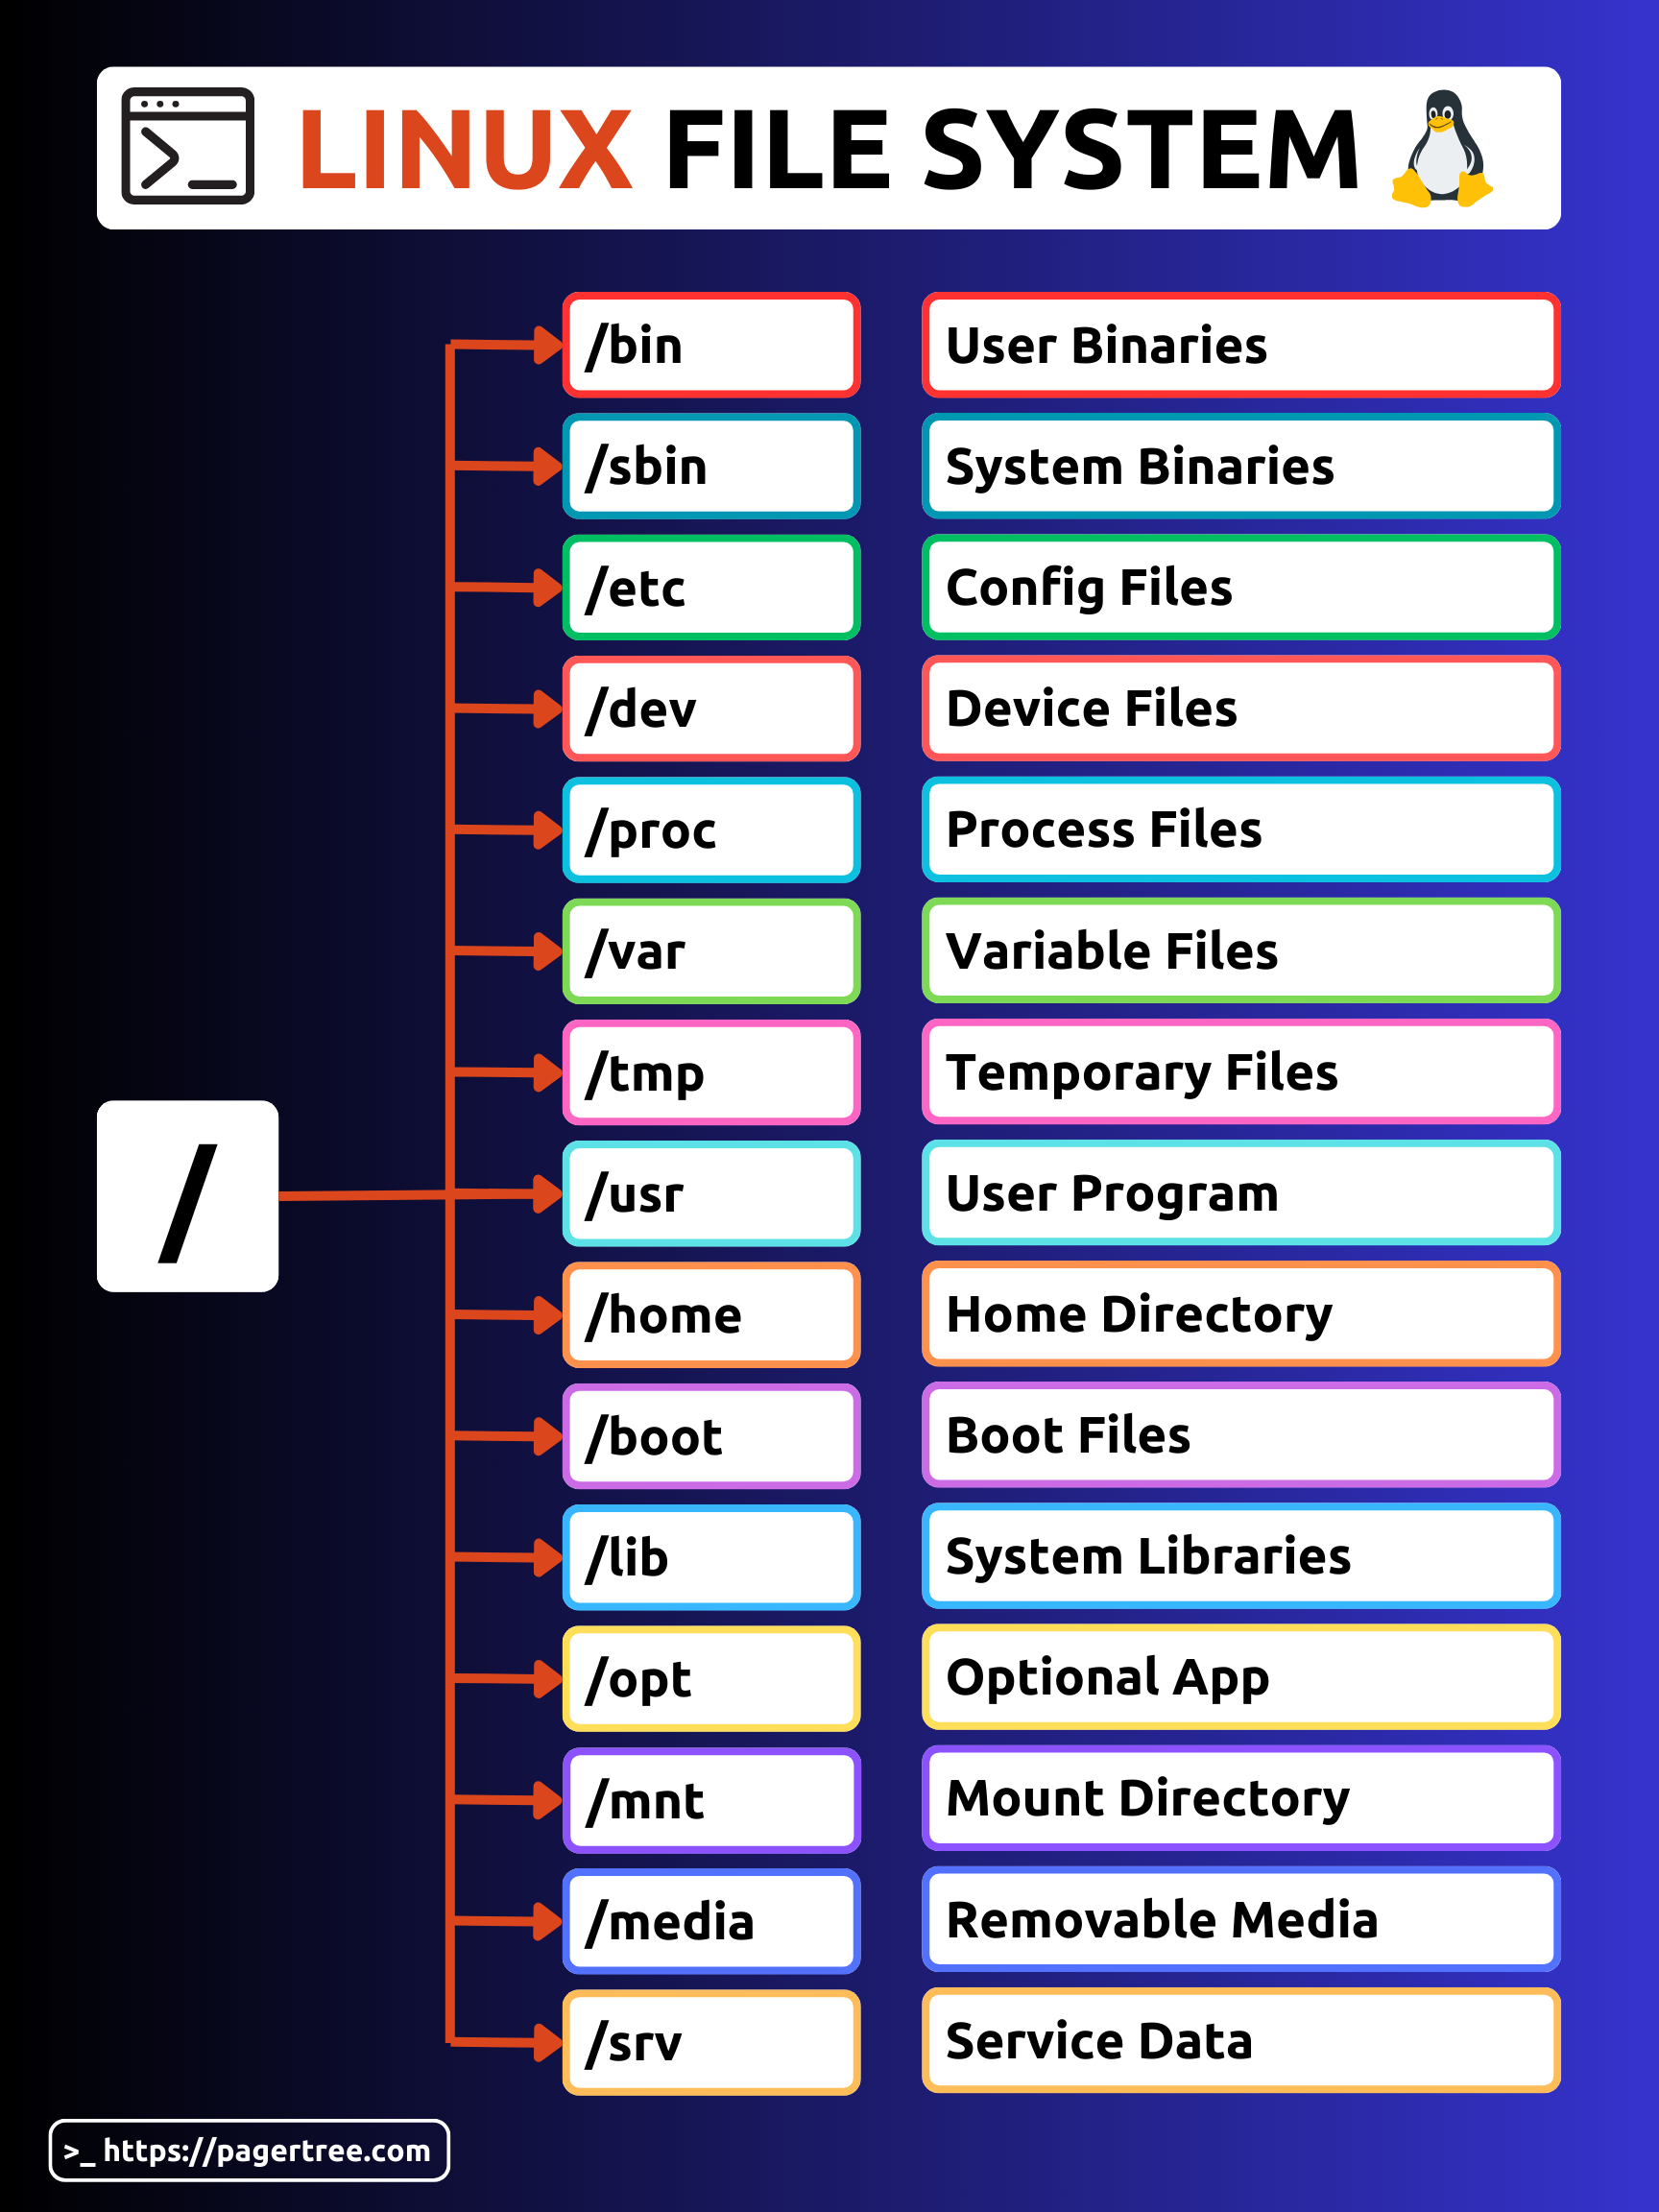 >_ LINUX FILE SYSTEM
/bin User Binaries
/sbin System Binaries
/etc Config Files
/dev Device Files
/proc Process Files
/var Variable Files
/tmp Temporary Files
/
/usr User Program
/home Home Directory
/boot Boot Files
/lib System Libraries
/opt Optional App
/mnt Mount Directory
/media Removable Media
/srv Service Data
>_ https://pagertree.com